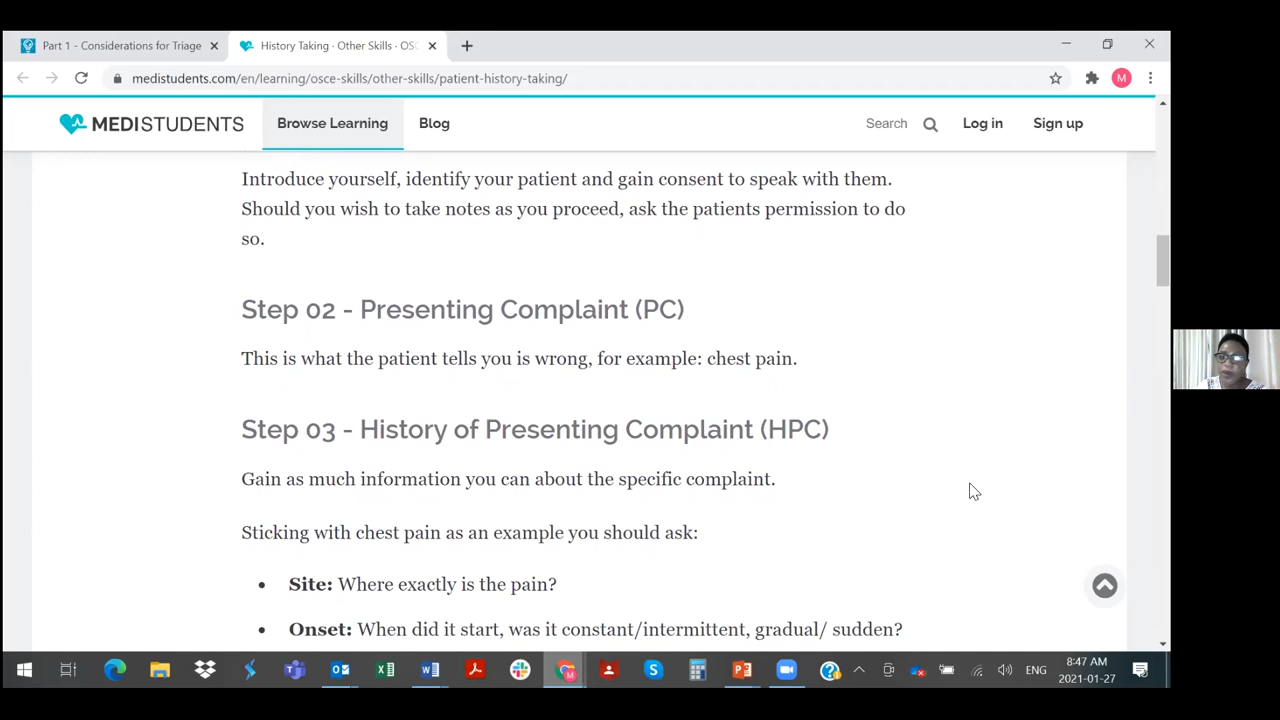 Part 1 - Considerations for Triage
History Taking · Other Skills · OSC
medistudents.com/en/learning/osce-skills/other-skills/patient-history-taking/
M
MEDISTUDENTS
Browse Learning
Blog
Search
Log in
Sign up
Introduce yourself, identify your patient and gain consent to speak with them.
Should you wish to take notes as you proceed, ask the patients permission to do
so.
Step 02 - Presenting Complaint (PC)
This is what the patient tells you is wrong, for example: chest pain.
Step 03 - History of Presenting Complaint (HPC)
Gain as much information you can about the specific complaint.
Sticking with chest pain as an example you should ask:
• Site: Where exactly is the pain?
• Onset: When did it start, was it constant/intermittent, gradual/ sudden?
ENG
8:47 AM
2021-01-27